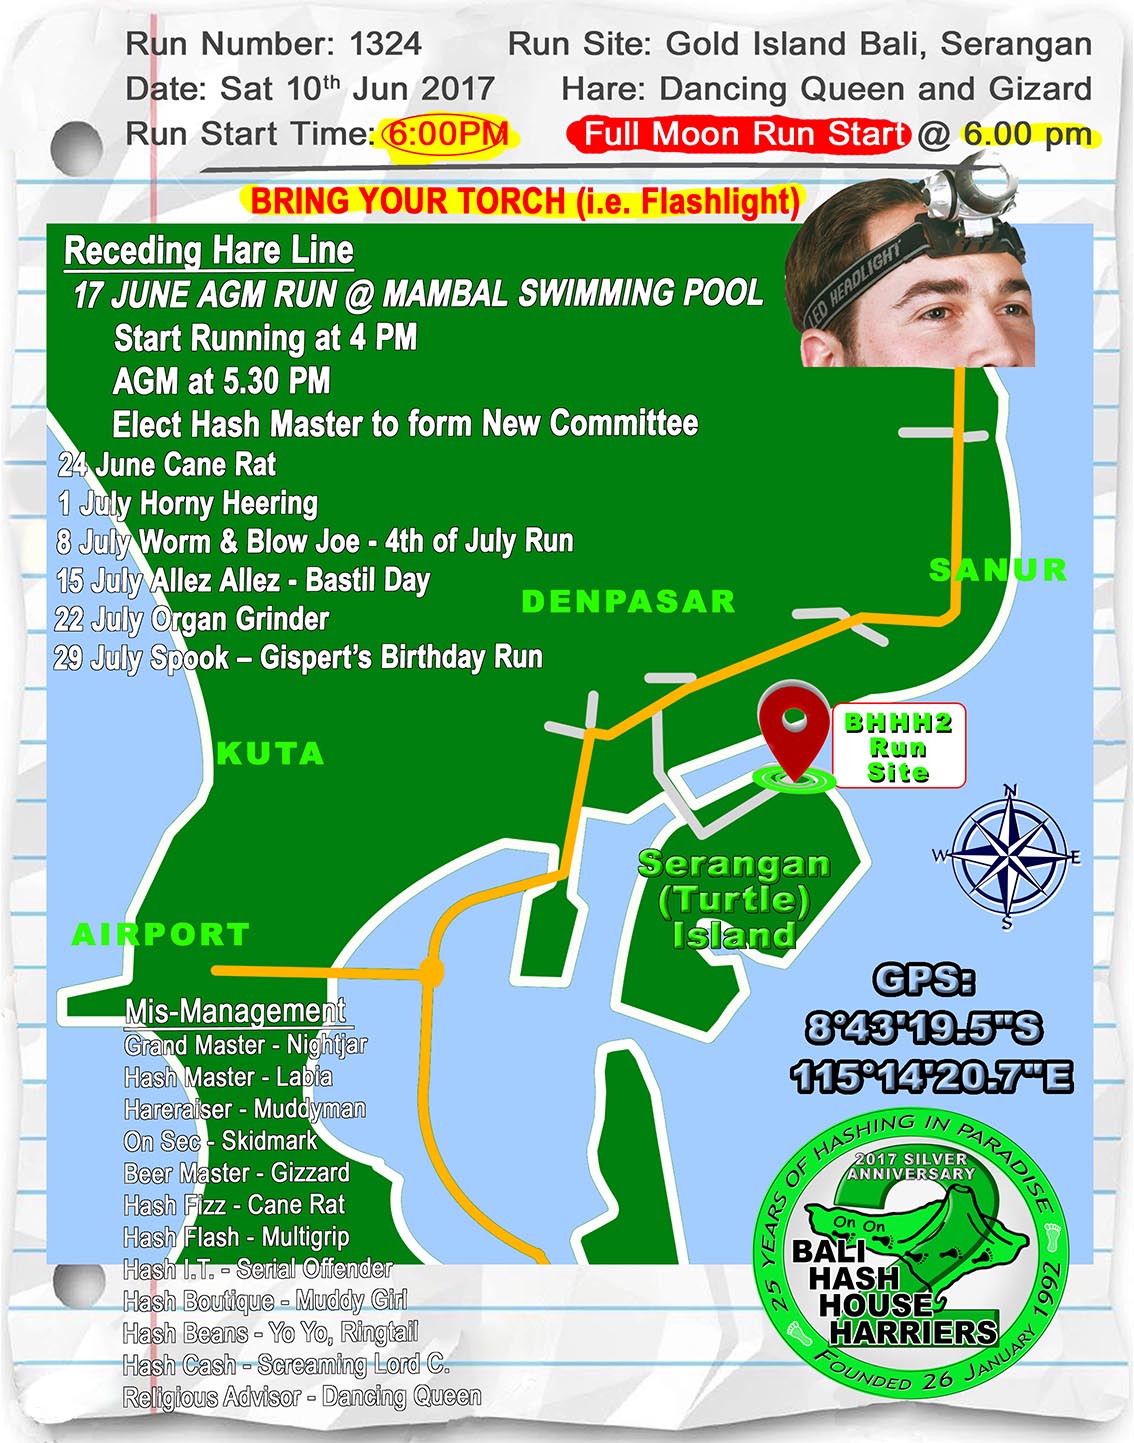 Run Number: 1324
Run Site: Gold Island Bali, Serangan
Date: Sat 10th Jun 2017
Hare: Dancing Queen and Gizard
Run Start Time: 6:00PM
Full Moon Run Start @ 6.00 pm
BRING YOUR TORCH (i.e. Flashlight)
LED HEADLIGHT
Receding Hare Line
17 JUNE AGM RUN @ MAMBAL SWIMMING POOL
Start Running at 4 PM
AGM at 5.30 PM
Elect Hash Master to form New Committee
24 June Cane Rat
1 July Horny Heering
8 July Worm & Blow Joe - 4th of July Run
15 July Allez Allez - Bastil Day
22 July Organ Grinder
29 July Spook – Gispert's Birthday Run
SANUR
DENPASAR
KUTA
BHHH2
Run
Site
AIRPORT
Serangan
(Turtle)
Island
N
W
E
S
GPS:
8°43'19.5"S
115°14'20.7"E
Mis-Management
Grand Master - Nightjar
Hash Master - Labia
Hareraiser - Muddyman
On Sec - Skidmark
Beer Master - Gizzard
Hash Fizz - Cane Rat
Hash Flash - Multigrip
Hash I.T. - Serial Offender
Hash Boutique - Muddy Girl
Hash Beans - Yo Yo, Ringtail
Hash Cash - Screaming Lord C.
Religious Advisor - Dancing Queen
25 YEARS OF HASHING IN PARADISE
2017 SILVER
ANNIVERSARY
2
On On
BALI
HASH
HOUSE
HARRIERS
FOUNDED 26 JANUARY 1992